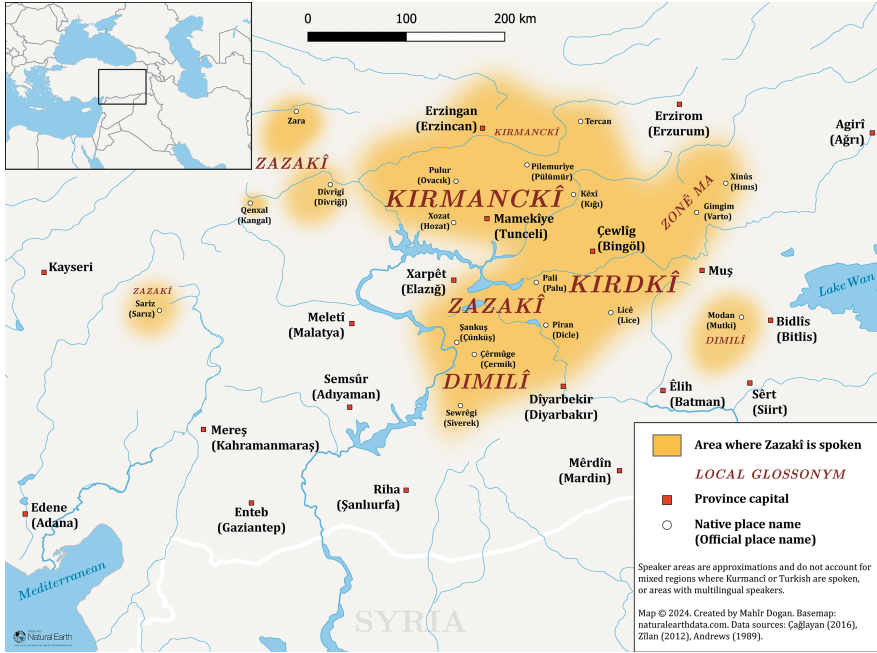 0 100 200 km
Zara
Erzingan
(Erzincan)
KIRMANCKÎ
Tercan
Erzirom
(Erzurum)
Agirî
(Ağrı)
ZAZAKÎ
Divrigî
(Divriği)
Qenxal
(Kangal)
Pulur
(Ovacık)
Pilemurîye
(Pülümür)
KIRMANCKÎ
Kêxi
(Kığı)
Xozat
(Hozat)
Mamekîye
(Tunceli)
ZONÊ MA
Xinûs
(Hınıs)
Gimgim
(Varto)
Çewlîg
(Bingöl)
Kayseri
Xarpêt
(Elazığ)
Pali
(Palu)
KIRDKÎ
Muş
Lake Wan
ZAZAKÎ
Sariz
(Sarız)
ZAZAKÎ
Meletî
(Malatya)
Şankuş
(Çünküş)
Pîran
(Dicle)
Licê
(Lice)
Modan
(Mutki)
DIMILÎ
Bidlîs
(Bitlis)
Çêrmûge
(Çermik)
DIMILÎ
Semsûr
(Adıyaman)
Dîyarbekir
(Diyarbakır)
Êlih
(Batman)
Sêrt
(Siirt)
Sewrêgi
(Siverek)
Mereş
(Kahramanmaraş)
Mêrdîn
(Mardin)
Riha
(Şanlıurfa)
Enteb
(Gaziantep)
Edene
(Adana)
Mediterranean
SYRIA
Area where Zazakî is spoken
LOCAL GLOSSONYM
Province capital
Native place name
(Official place name)
Speaker areas are approximations and do not account for
mixed regions where Kurmancî or Turkish are spoken,
or areas with multilingual speakers.
Map © 2024. Created by Mahîr Dogan. Basemap:
naturalearthdata.com. Data sources: Çağlayan (2016),
Zîlan (2012), Andrews (1989).
Natural Earth